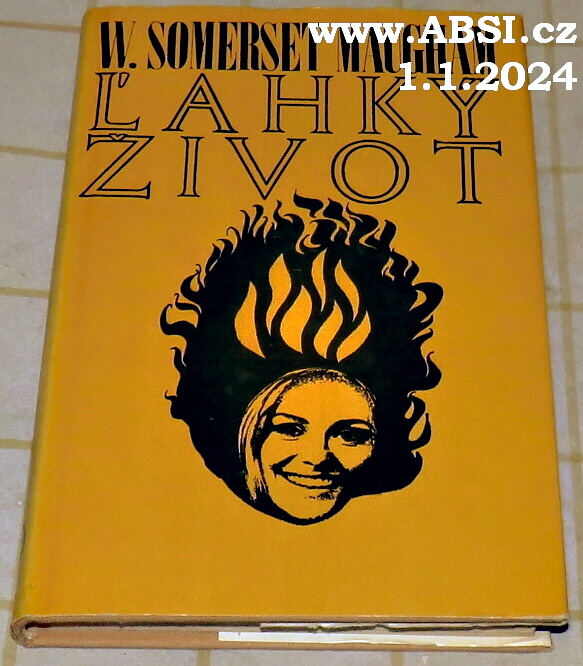 W. SOMERSET MAUGHAM
ĽAHKÝ
ŽIVOT
www.ABSI.cz
1.1.2024